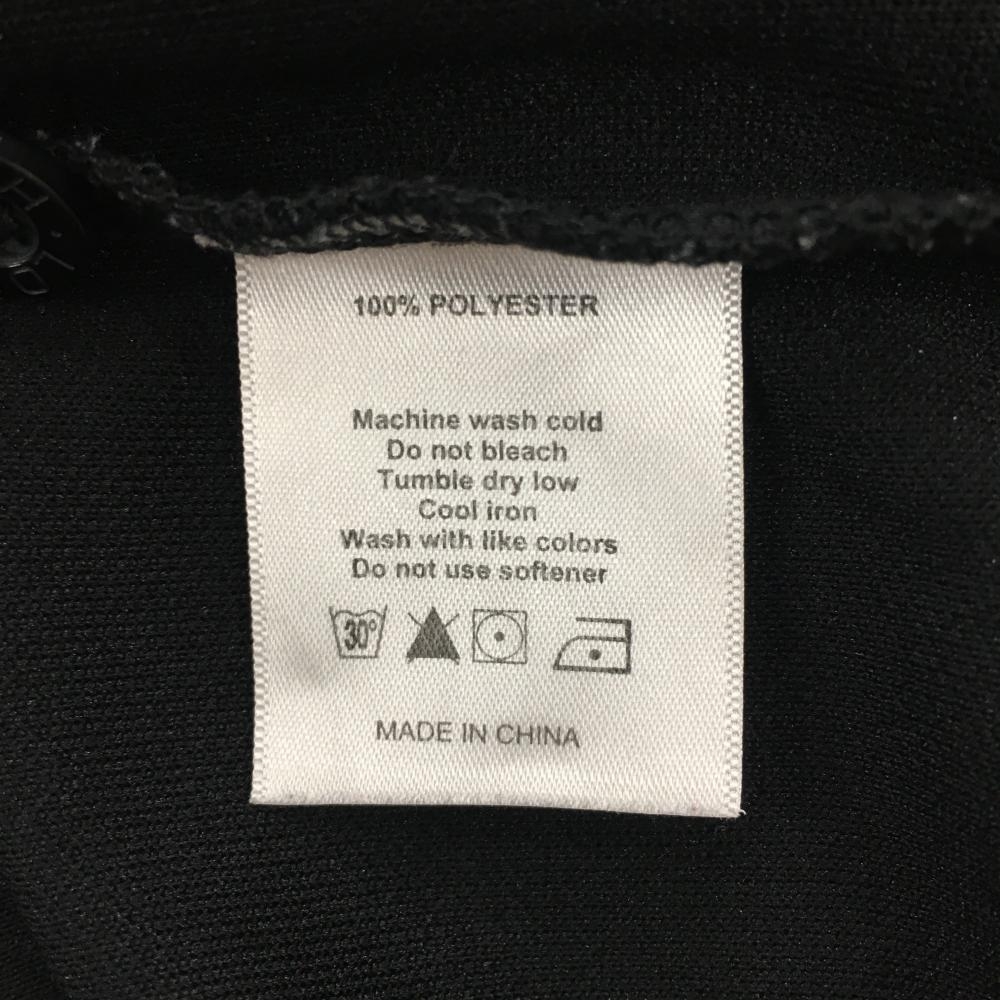 100% POLYESTER
Machine wash cold
Do not bleach
Tumble dry low
Cool iron
Wash with like colors
Do not use softener
30°
MADE IN CHINA